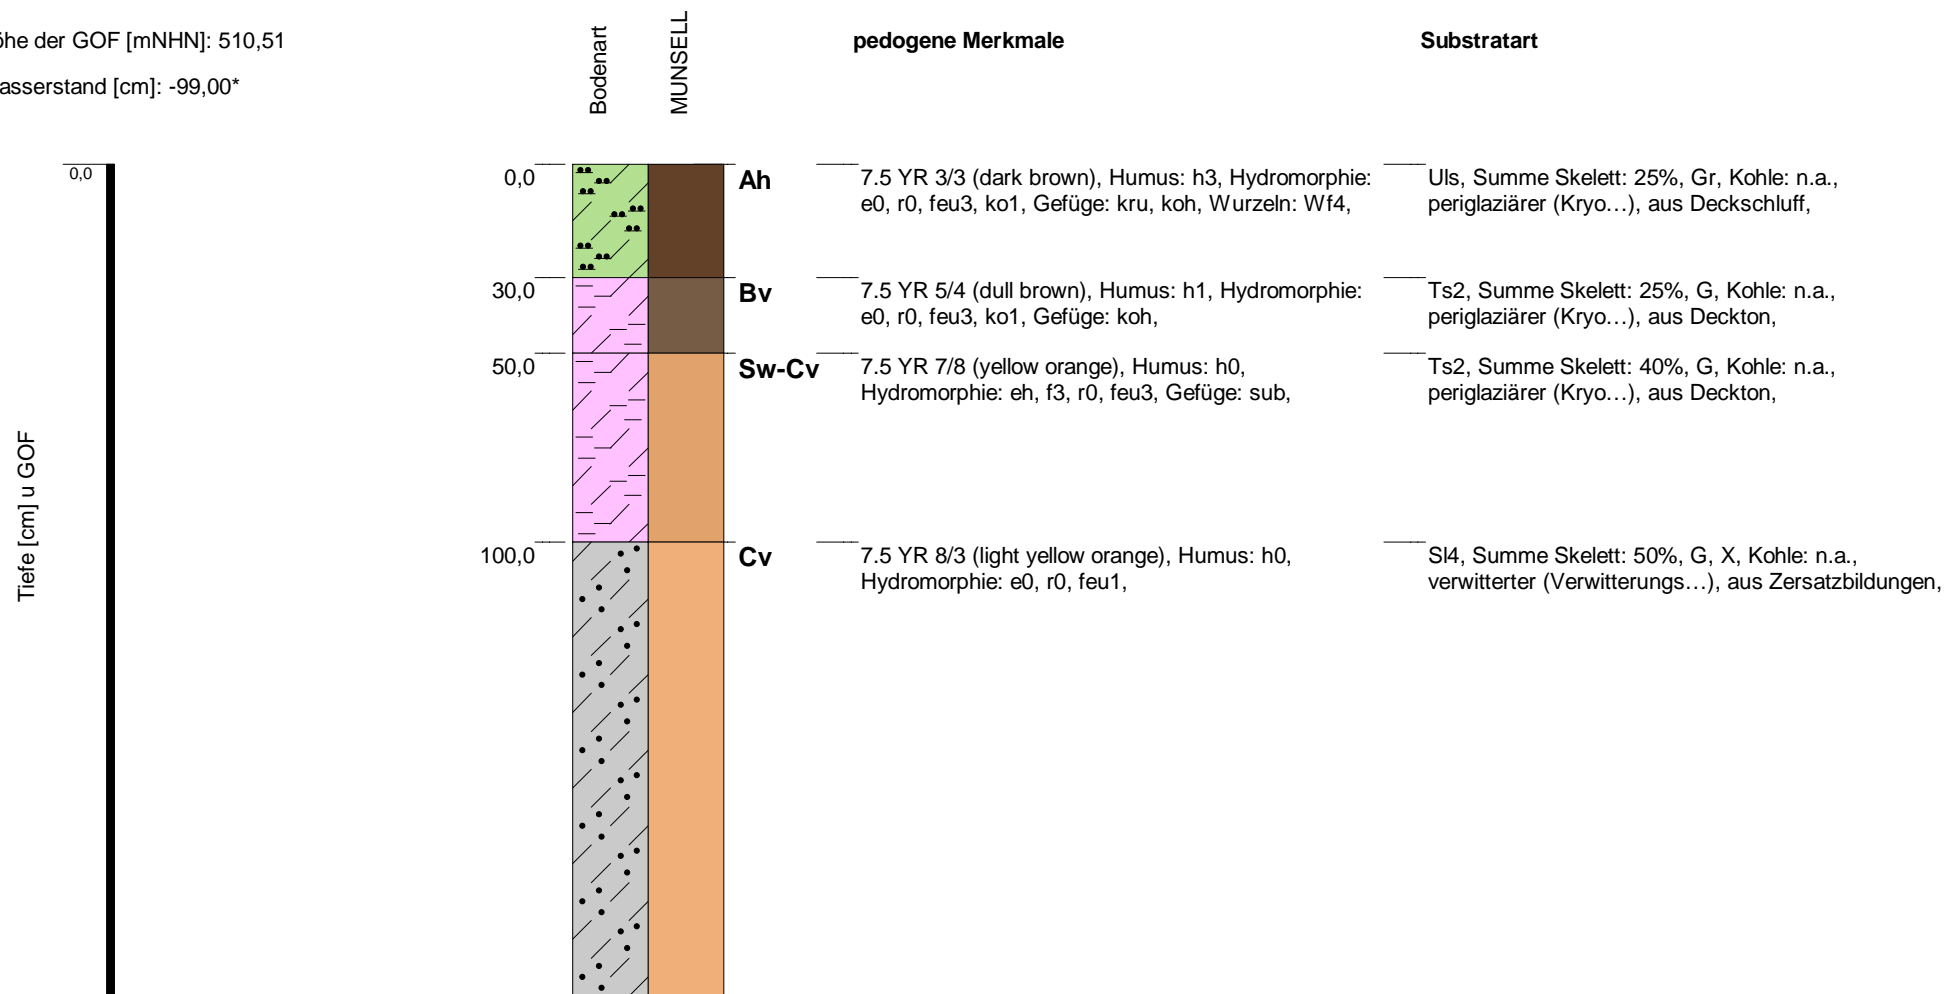 öhe der GOF [mNHN]: 510,51
asserstand [cm]: -99,00*
Bodenart
MUNSELL
pedogene Merkmale
Substratart
Tiefe [cm] u GOF
0,0
0,0
Ah
7.5 YR 3/3 (dark brown), Humus: h3, Hydromorphie:
e0, r0, feu3, ko1, Gefüge: kru, koh, Wurzeln: Wf4,
Uls, Summe Skelett: 25%, Gr, Kohle: n.a.,
periglaziärer (Kryo…), aus Deckschluff,
30,0
Bv
7.5 YR 5/4 (dull brown), Humus: h1, Hydromorphie:
e0, r0, feu3, ko1, Gefüge: koh,
Ts2, Summe Skelett: 25%, G, Kohle: n.a.,
periglaziärer (Kryo…), aus Deckton,
50,0
Sw-Cv
7.5 YR 7/8 (yellow orange), Humus: h0,
Hydromorphie: eh, f3, r0, feu3, Gefüge: sub,
Ts2, Summe Skelett: 40%, G, Kohle: n.a.,
periglaziärer (Kryo…), aus Deckton,
100,0
Cv
7.5 YR 8/3 (light yellow orange), Humus: h0,
Hydromorphie: e0, r0, feu1,
Sl4, Summe Skelett: 50%, G, X, Kohle: n.a.,
verwitterter (Verwitterungs…), aus Zersatzbildungen,